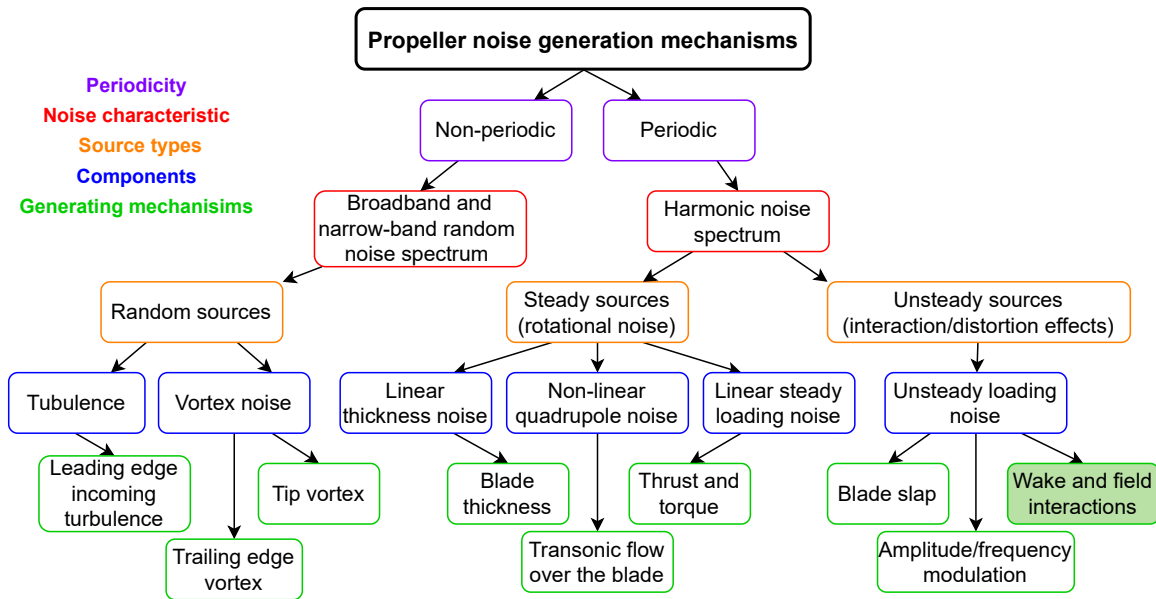 Propeller noise generation mechanisms
Periodicity
Noise characteristic
Source types
Components
Generating mechanisims
Non-periodic
Periodic
Broadband and
narrow-band random
noise spectrum
Harmonic noise
spectrum
Random sources
Steady sources
(rotational noise)
Unsteady sources
(interaction/distortion effects)
Tubulence
Vortex noise
Linear
thickness noise
Non-linear
quadrupole noise
Linear steady
loading noise
Unsteady loading
noise
Leading edge
incoming
turbulence
Tip vortex
Blade
thickness
Thrust and
torque
Blade slap
Wake and field
interactions
Trailing edge
vortex
Transonic flow
over the blade
Amplitude/frequency
modulation